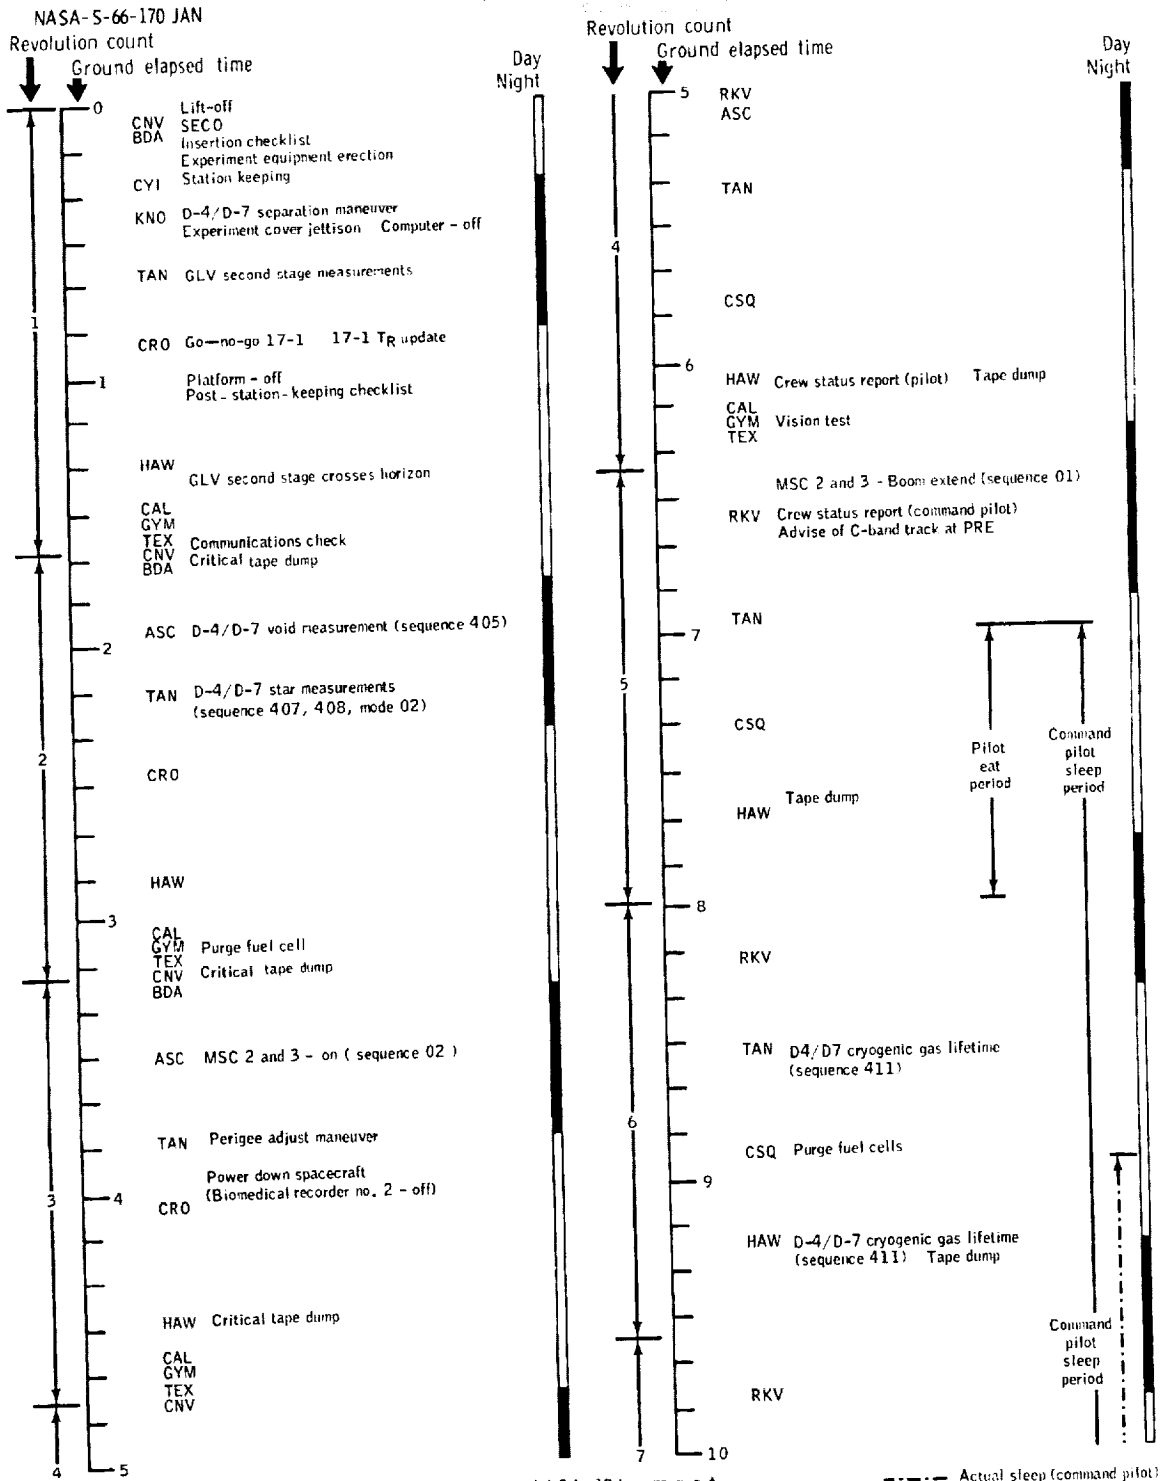 NASA-S-66-170 JAN
Revolution count
Ground elapsed time
Day
Night
0
Lift-off
CNV SECO
BDA Insertion checklist
Experiment equipment erection
CYI Station keeping
KNO D-4/D-7 separation maneuver
Experiment cover jettison Computer - off
TAN GLV second stage measurements
1
CRO Go—no-go 17-1 17-1 TR update
1
Platform - off
Post-station-keeping checklist
HAW
GLV second stage crosses horizon
CAL
GYM
TEX Communications check
CNV Critical tape dump
BDA
ASC D-4/D-7 void measurement (sequence 405)
2
TAN D-4/D-7 star measurements
(sequence 407, 408, mode 02)
2
CRO
HAW
3
CAL
GYM Purge fuel cell
TEX
CNV Critical tape dump
BDA
ASC MSC 2 and 3 - on ( sequence 02 )
TAN Perigee adjust maneuver
Power down spacecraft
(Biomedical recorder no. 2 - off)
3
4
CRO
HAW Critical tape dump
CAL
GYM
TEX
CNV
4
5
Revolution count
Ground elapsed time
Day
Night
5
RKV
ASC
TAN
4
CSQ
6
HAW Crew status report (pilot) Tape dump
CAL
GYM Vision test
TEX
MSC 2 and 3 - Boom extend (sequence 01)
RKV Crew status report (command pilot)
Advise of C-band track at PRE
TAN
7
5
CSQ
Pilot
eat
period
Command
pilot
sleep
period
Tape dump
HAW
8
RKV
TAN D4/D7 cryogenic gas lifetime
(sequence 411)
6
CSQ Purge fuel cells
9
HAW D-4/D-7 cryogenic gas lifetime
(sequence 411) Tape dump
Command
pilot
sleep
period
RKV
7
10
Actual sleep (command pilot)